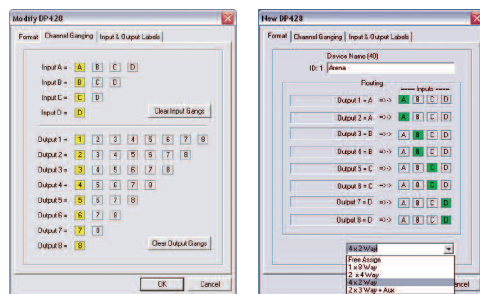 Modify DP428
Format Channel Ganging Input & Output Labels
Input A = A B C D
Input B = B C D
Input C = C D
Input D = D
Clear Input Gangs
Output 1 = 1 2 3 4 5 6 7 8
Output 2 = 2 3 4 5 6 7 8
Output 3 = 3 4 5 6 7 8
Output 4 = 4 5 6 7 8
Output 5 = 5 6 7 8
Output 6 = 6 7 8
Output 7 = 7 8
Output 8 = 8
Clear Output Gangs
OK Cancel
New DP428
Format Channel Ganging Input & Output Labels
Device Name (40)
ID: 1 Arena
Routing
----- Inputs -----
Output 1 = A =>> A B C D
Output 2 = A =>> A B C D
Output 3 = B =>> A B C D
Output 4 = B =>> A B C D
Output 5 = C =>> A B C D
Output 6 = C =>> A B C D
Output 7 = D =>> A B C D
Output 8 = D =>> A B C D
4 x 2 Way
Free Assign
1 x 8 Way
2 x 4 Way
4 x 2 Way
2 x 3 Way + Aux
ancel